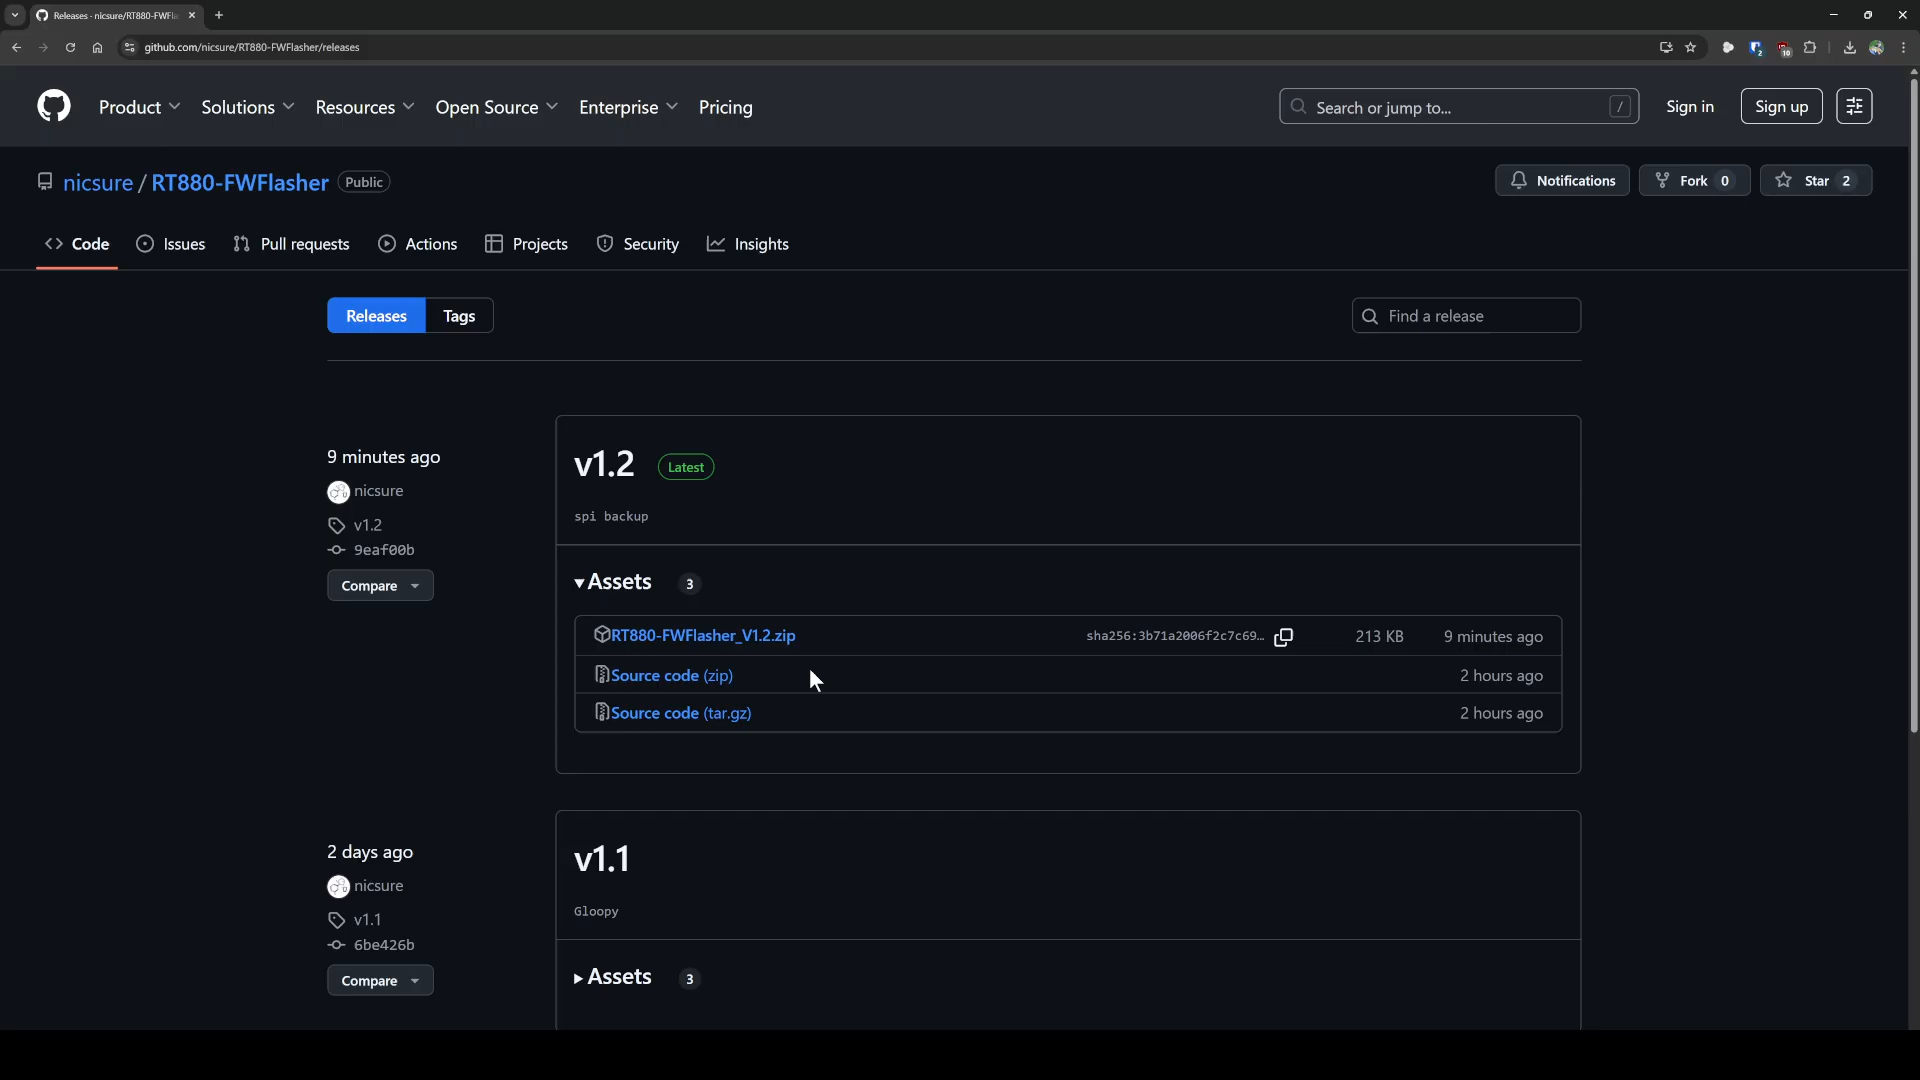 Releases · nicsure/RT880-FWFla
github.com/nicsure/RT880-FWFlasher/releases
2
10
Product
Solutions
Resources
Open Source
Enterprise
Pricing
Search or jump to...
/
Sign in
Sign up
nicsure / RT880-FWFlasher
Public
Notifications
Fork 0
Star 2
Code
Issues
Pull requests
Actions
Projects
Security
Insights
Releases
Tags
Find a release
9 minutes ago
nicsure
v1.2
9eaf00b
Compare
v1.2
Latest
spi backup
Assets 3
RT880-FWFlasher_V1.2.zip
sha256:3b71a2006f2c7c69…
213 KB
9 minutes ago
Source code (zip)
2 hours ago
Source code (tar.gz)
2 hours ago
2 days ago
nicsure
v1.1
6be426b
Compare
v1.1
Gloopy
Assets 3